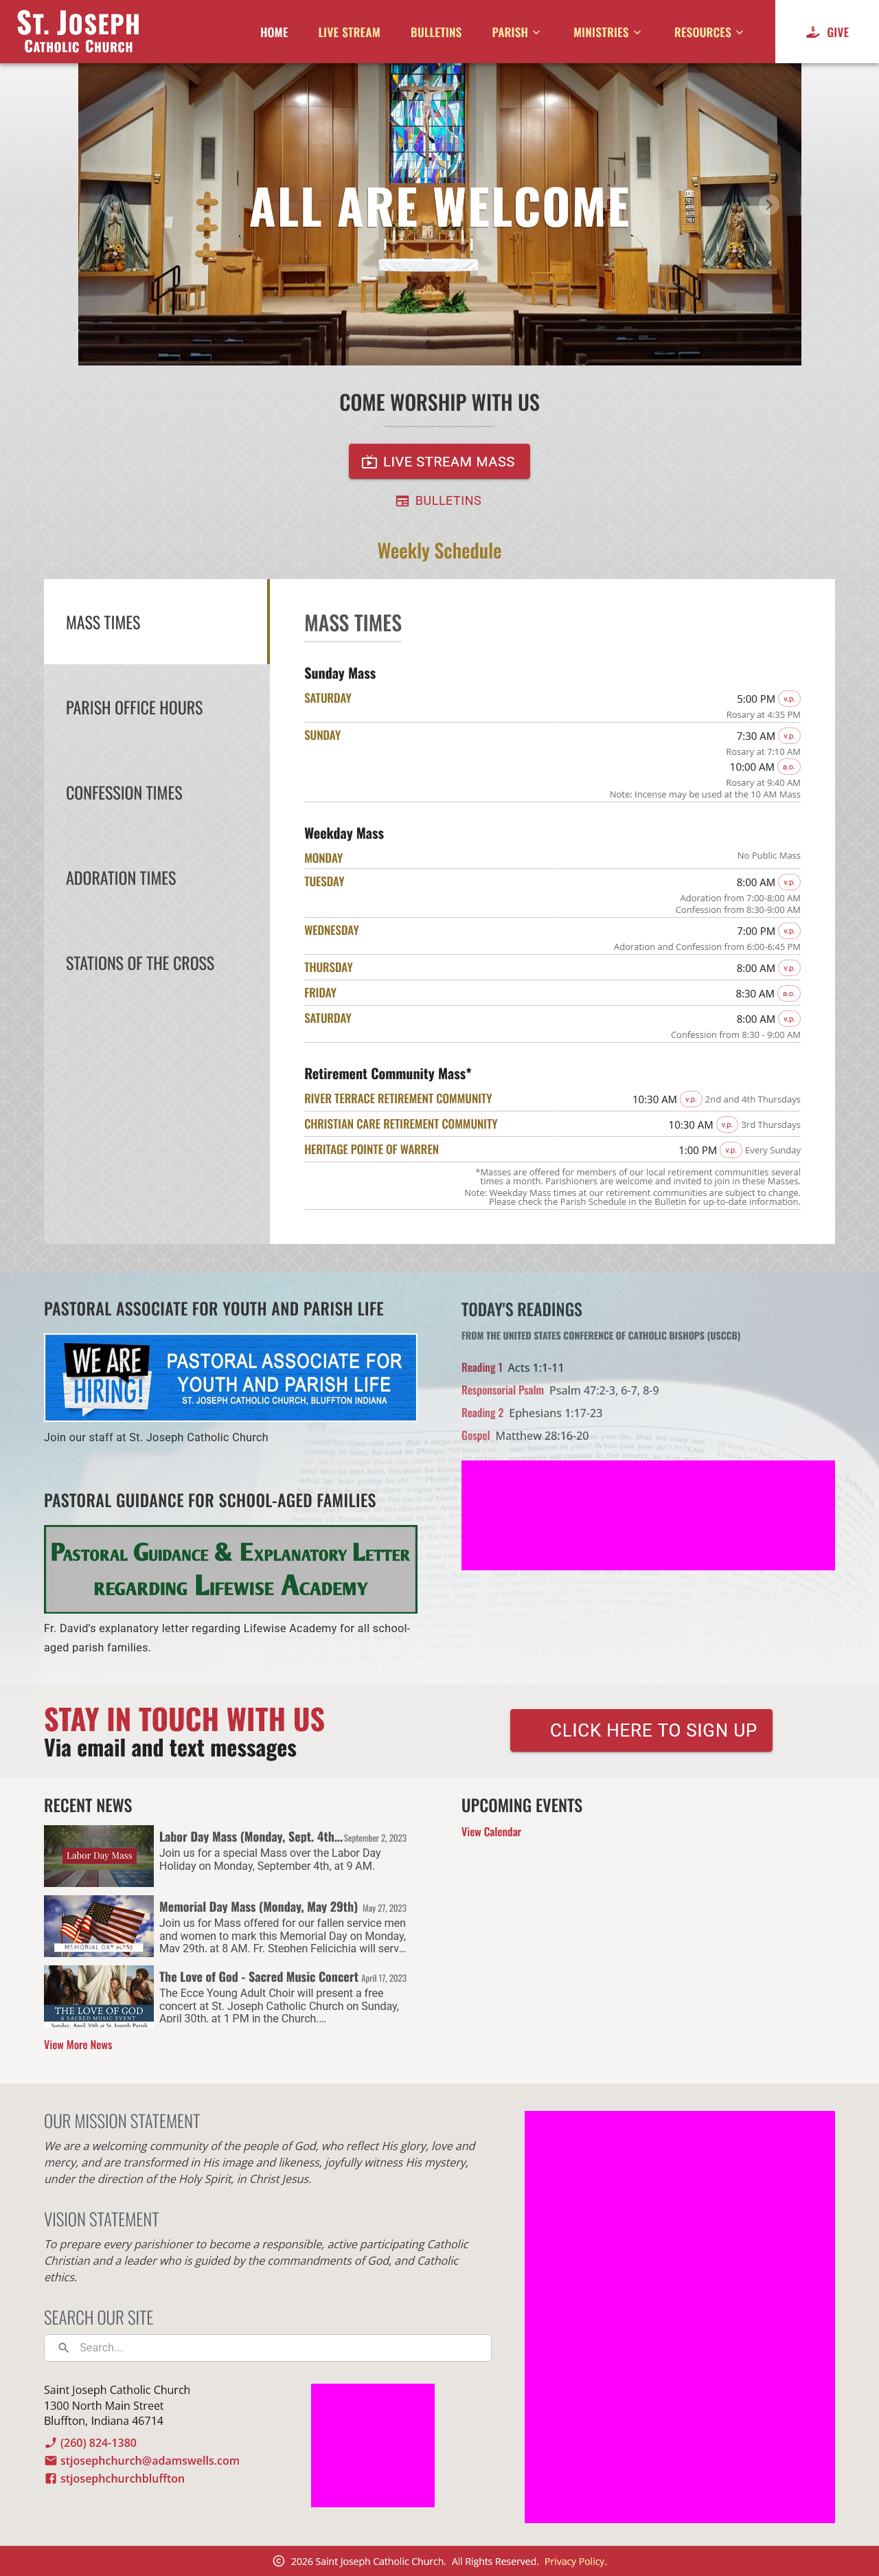 St. Joseph
Catholic Church
HOME
LIVE STREAM
BULLETINS
PARISH
MINISTRIES
RESOURCES
GIVE
ALL ARE WELCOME
COME WORSHIP WITH US
LIVE STREAM MASS
BULLETINS
Weekly Schedule
MASS TIMES
PARISH OFFICE HOURS
CONFESSION TIMES
ADORATION TIMES
STATIONS OF THE CROSS
MASS TIMES
Sunday Mass
SATURDAY 5:00 PM v.p.
Rosary at 4:35 PM
SUNDAY 7:30 AM v.p.
Rosary at 7:10 AM
10:00 AM a.o.
Rosary at 9:40 AM
Note: Incense may be used at the 10 AM Mass
Weekday Mass
MONDAY No Public Mass
TUESDAY 8:00 AM v.p.
Adoration from 7:00-8:00 AM
Confession from 8:30-9:00 AM
WEDNESDAY 7:00 PM v.p.
Adoration and Confession from 6:00-6:45 PM
THURSDAY 8:00 AM v.p.
FRIDAY 8:30 AM a.o.
SATURDAY 8:00 AM v.p.
Confession from 8:30 - 9:00 AM
Retirement Community Mass*
RIVER TERRACE RETIREMENT COMMUNITY 10:30 AM v.p. 2nd and 4th Thursdays
CHRISTIAN CARE RETIREMENT COMMUNITY 10:30 AM v.p. 3rd Thursdays
HERITAGE POINTE OF WARREN 1:00 PM v.p. Every Sunday
*Masses are offered for members of our local retirement communities several
times a month. Parishioners are welcome and invited to join in these Masses.
Note: Weekday Mass times at our retirement communities are subject to change.
Please check the Parish Schedule in the Bulletin for up-to-date information.
PASTORAL ASSOCIATE FOR YOUTH AND PARISH LIFE
WE ARE
HIRING!
PASTORAL ASSOCIATE FOR
YOUTH AND PARISH LIFE
ST. JOSEPH CATHOLIC CHURCH, BLUFFTON INDIANA
Join our staff at St. Joseph Catholic Church
PASTORAL GUIDANCE FOR SCHOOL-AGED FAMILIES
Pastoral Guidance & Explanatory Letter
regarding Lifewise Academy
Fr. David's explanatory letter regarding Lifewise Academy for all school-
aged parish families.
TODAY'S READINGS
FROM THE UNITED STATES CONFERENCE OF CATHOLIC BISHOPS (USCCB)
Reading 1 Acts 1:1-11
Responsorial Psalm Psalm 47:2-3, 6-7, 8-9
Reading 2 Ephesians 1:17-23
Gospel Matthew 28:16-20
STAY IN TOUCH WITH US
Via email and text messages
CLICK HERE TO SIGN UP
RECENT NEWS
Labor Day Mass
Labor Day Mass (Monday, Sept. 4th... September 2, 2023
Join us for a special Mass over the Labor Day
Holiday on Monday, September 4th, at 9 AM.
MEMORIAL DAY MASS
Memorial Day Mass (Monday, May 29th) May 27, 2023
Join us for Mass offered for our fallen service men
and women to mark this Memorial Day on Monday,
May 29th, at 8 AM. Fr. Stephen Felicichia will serv...
THE LOVE OF GOD
A SACRED MUSIC EVENT
Sunday, April 30th at St. Joseph Parish
The Love of God - Sacred Music Concert April 17, 2023
The Ecce Young Adult Choir will present a free
concert at St. Joseph Catholic Church on Sunday,
April 30th, at 1 PM in the Church....
View More News
UPCOMING EVENTS
View Calendar
OUR MISSION STATEMENT
We are a welcoming community of the people of God, who reflect His glory, love and
mercy, and are transformed in His image and likeness, joyfully witness His mystery,
under the direction of the Holy Spirit, in Christ Jesus.
VISION STATEMENT
To prepare every parishioner to become a responsible, active participating Catholic
Christian and a leader who is guided by the commandments of God, and Catholic
ethics.
SEARCH OUR SITE
Search...
Saint Joseph Catholic Church
1300 North Main Street
Bluffton, Indiana 46714
(260) 824-1380
stjosephchurch@adamswells.com
stjosephchurchbluffton
© 2026 Saint Joseph Catholic Church. All Rights Reserved. Privacy Policy.